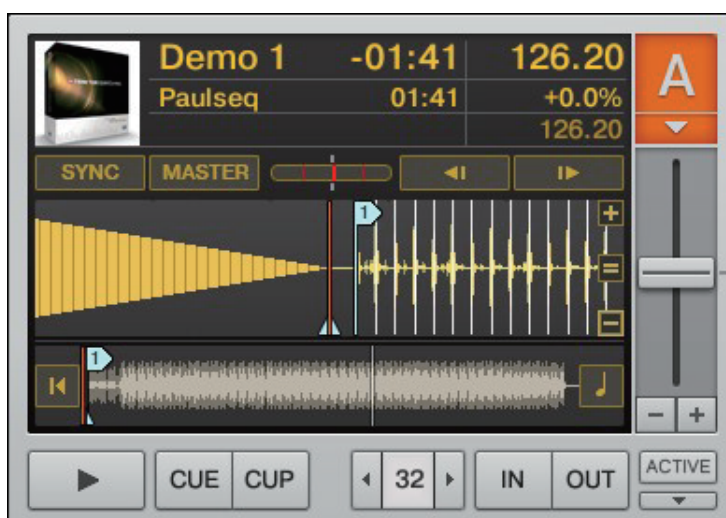 Demo 1 -01:41 126.20
Paulseq 01:41 +0.0%
126.20
A
SYNC MASTER
1
1
- +
CUE CUP 32 IN OUT
ACTIVE